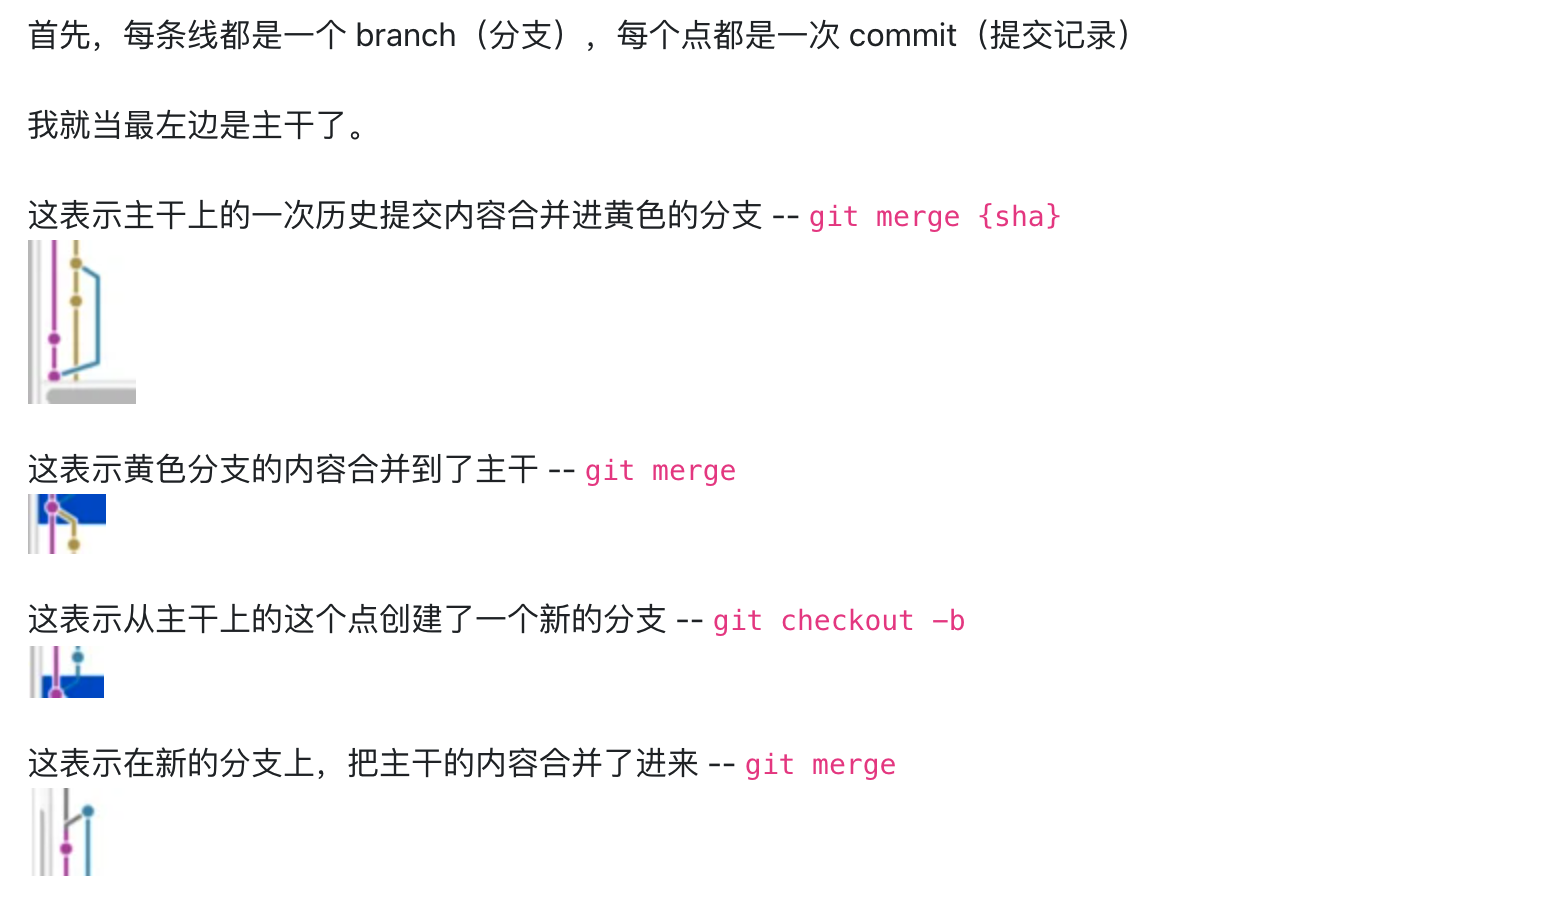 首先，每条线都是一个 branch（分支），每个点都是一次 commit（提交记录）
我就当最左边是主干了。
这表示主干上的一次历史提交内容合并进黄色的分支 -- git merge {sha}
这表示黄色分支的内容合并到了主干 -- git merge
这表示从主干上的这个点创建了一个新的分支 -- git checkout -b
这表示在新的分支上，把主干的内容合并了进来 -- git merge